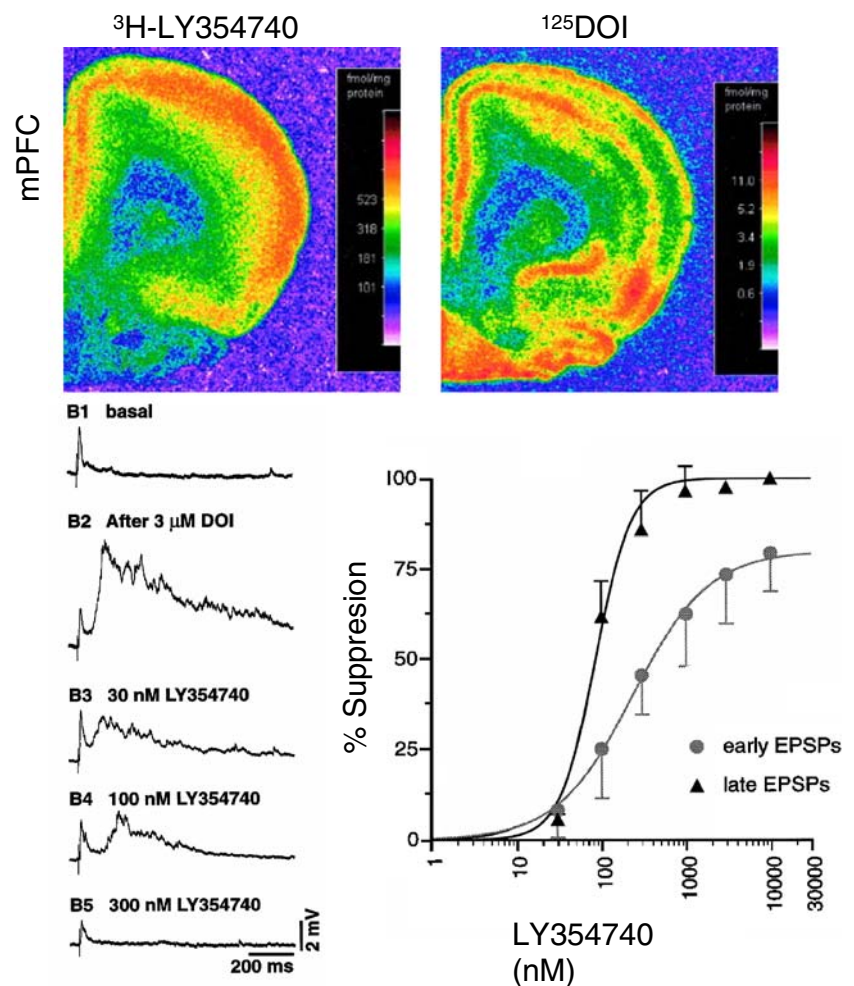 ³H-LY354740
¹²⁵DOI
mPFC
fmol/mg
protein
523
318
181
101
fmol/mg
protein
11.0
5.2
3.4
1.9
0.6
B1 basal
B2 After 3 μM DOI
B3 30 nM LY354740
B4 100 nM LY354740
B5 300 nM LY354740
2 mV
200 ms
% Suppresion
100
75
50
25
0
early EPSPs
late EPSPs
1
10
100
1000
10000
30000
LY354740
(nM)